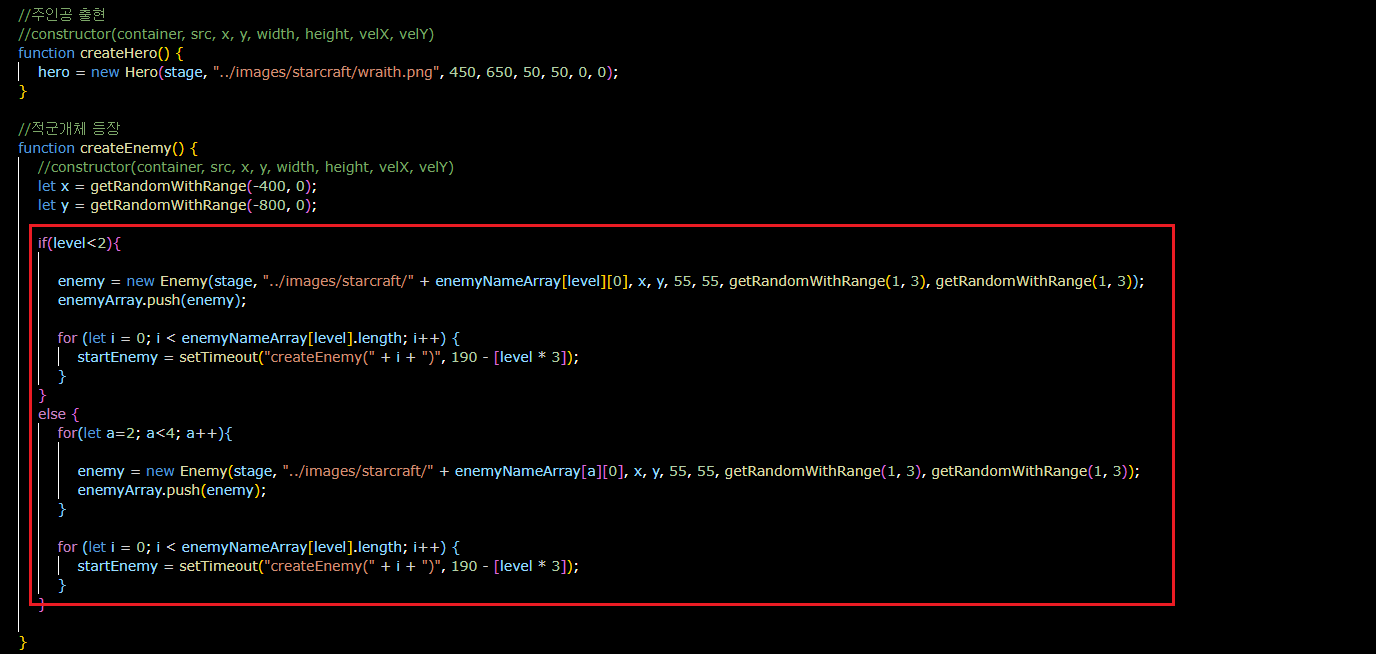 //주인공 출현
//constructor(container, src, x, y, width, height, velX, velY)
function createHero() {
hero = new Hero(stage, "../images/starcraft/wraith.png", 450, 650, 50, 50, 0, 0);
}
//적군개체 등장
function createEnemy() {
//constructor(container, src, x, y, width, height, velX, velY)
let x = getRandomWithRange(-400, 0);
let y = getRandomWithRange(-800, 0);
if(level<2){
enemy = new Enemy(stage, "../images/starcraft/" + enemyNameArray[level][0], x, y, 55, 55, getRandomWithRange(1, 3), getRandomWithRange(1, 3));
enemyArray.push(enemy);
for (let i = 0; i < enemyNameArray[level].length; i++) {
startEnemy = setTimeout("createEnemy(" + i + ")", 190 - [level * 3]);
}
}
else {
for(let a=2; a<4; a++){
enemy = new Enemy(stage, "../images/starcraft/" + enemyNameArray[a][0], x, y, 55, 55, getRandomWithRange(1, 3), getRandomWithRange(1, 3));
enemyArray.push(enemy);
}
for (let i = 0; i < enemyNameArray[level].length; i++) {
startEnemy = setTimeout("createEnemy(" + i + ")", 190 - [level * 3]);
}
}
}